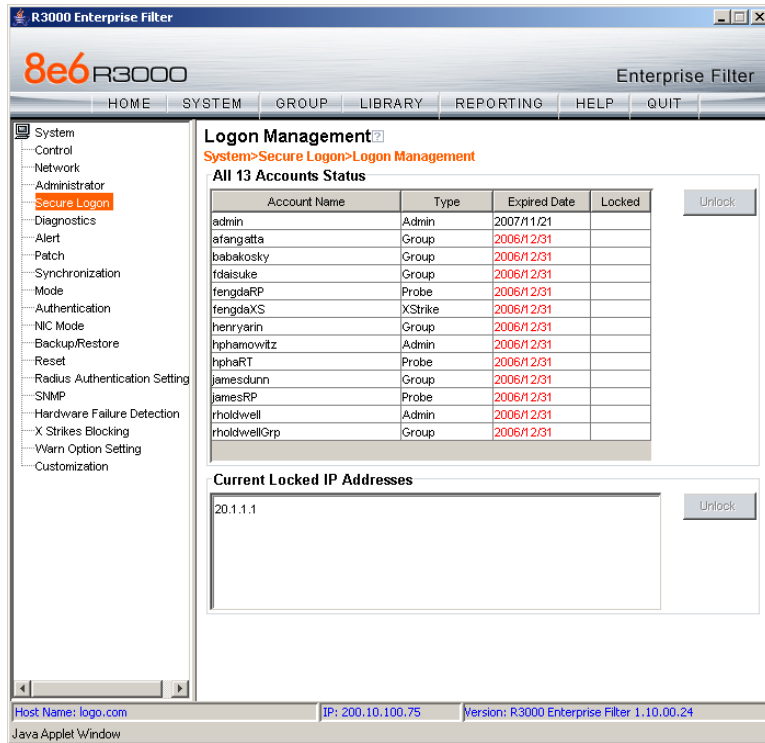 R3000 Enterprise Filter
8e6 R3000
Enterprise Filter
HOME SYSTEM GROUP LIBRARY REPORTING HELP QUIT
System
Control
Network
Administrator
Secure Logon
Diagnostics
Alert
Patch
Synchronization
Mode
Authentication
NIC Mode
Backup/Restore
Reset
Radius Authentication Setting
SNMP
Hardware Failure Detection
X Strikes Blocking
Warn Option Setting
Customization
Logon Management ?
System>Secure Logon>Logon Management
All 13 Accounts Status
Account Name Type Expired Date Locked
admin Admin 2007/11/21
afangatta Group 2006/12/31
babakosky Group 2006/12/31
fdaisuke Group 2006/12/31
fengdaRP Probe 2006/12/31
fengdaXS XStrike 2006/12/31
henryarin Group 2006/12/31
hphamowitz Admin 2006/12/31
hphaRT Probe 2006/12/31
jamesdunn Group 2006/12/31
jamesRP Probe 2006/12/31
rholdwell Admin 2006/12/31
rholdwellGrp Group 2006/12/31
Unlock
Current Locked IP Addresses
20.1.1.1
Unlock
Host Name: logo.com IP: 200.10.100.75 Version: R3000 Enterprise Filter 1.10.00.24
Java Applet Window